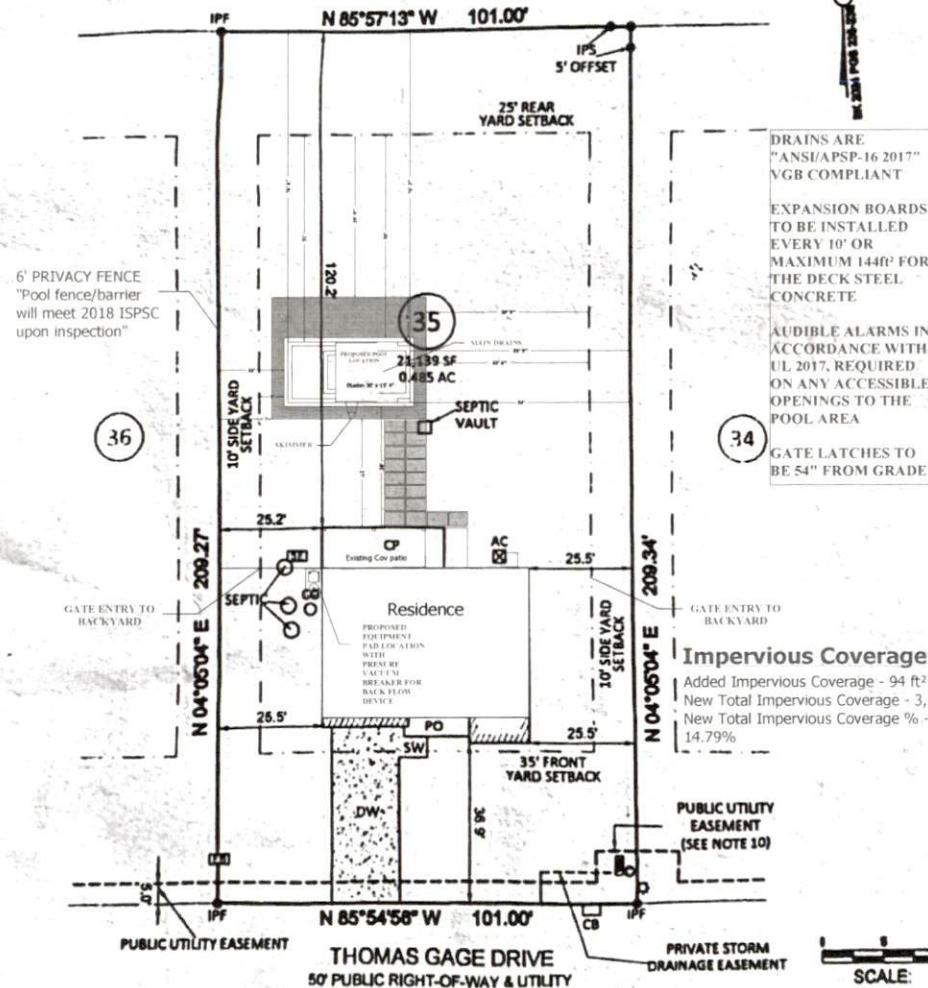 IPF
N 85°57'13" W 101.00'
IPS
5' OFFSET
25' REAR
YARD SETBACK
DRAINS ARE
"ANSI/APSP-16 2017"
VGB COMPLIANT
EXPANSION BOARDS
TO BE INSTALLED
EVERY 10' OR
MAXIMUM 144ft² FOR
THE DECK STEEL
CONCRETE
AUDIBLE ALARMS IN
ACCORDANCE WITH
UL 2017, REQUIRED
ON ANY ACCESSIBLE
OPENINGS TO THE
POOL AREA
GATE LATCHES TO
BE 54" FROM GRADE
6' PRIVACY FENCE
"Pool fence/barrier
will meet 2018 ISPSC
upon inspection"
120.2'
35
MAIN DRAINS
PROPOSED POOL
LOCATION
21,139 SF
0.485 AC
10' SIDE YARD
SETBACK
SEPTIC
VAULT
36
34
SKIMMER
25.2'
CP
Existing Cov patio
AC
25.5'
N 04°05'04" E 209.27'
N 04°05'04" E 209.34'
GATE ENTRY TO
BACKYARD
SEPTIC
Residence
PROPOSED
EQUIPMENT
PAD LOCATION
WITH
PRESURE
VACUUM
BREAKER FOR
BACK FLOW
DEVICE
10' SIDE YARD
SETBACK
GATE ENTRY TO
BACKYARD
Impervious Coverage
Added Impervious Coverage - 94 ft²
New Total Impervious Coverage - 3,
New Total Impervious Coverage % -
14.79%
25.5'
PO
SW
25.5'
35' FRONT
YARD SETBACK
DW
36.9'
PUBLIC UTILITY
EASEMENT
(SEE NOTE 10)
5.0'
IPF
N 85°54'56" W 101.00'
CB
IPF
PUBLIC UTILITY EASEMENT
THOMAS GAGE DRIVE
50' PUBLIC RIGHT-OF-WAY & UTILITY
PRIVATE STORM
DRAINAGE EASEMENT
SCALE: